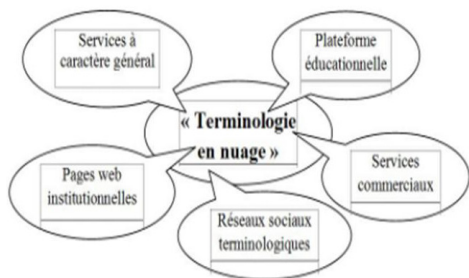 Services à
caractère général
Plateforme
éducationnelle
« Terminologie
en nuage »
Pages web
institutionnelles
Services
commerciaux
Réseaux sociaux
terminologiques